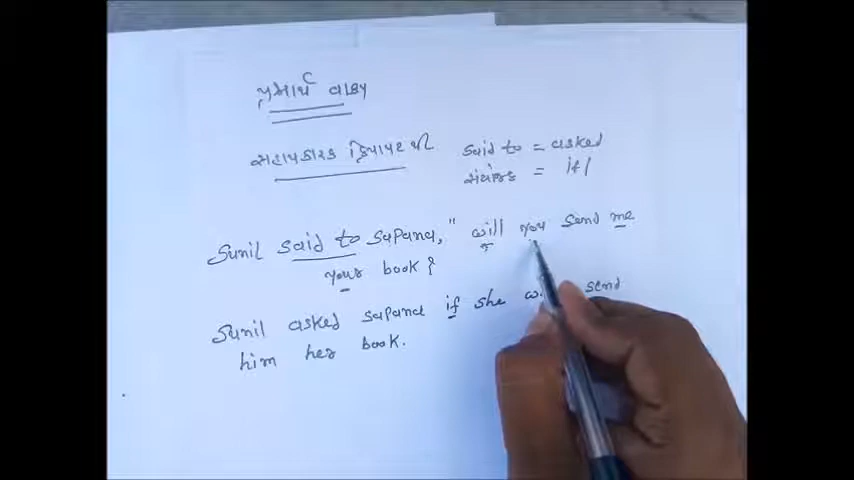 પ્રશ્નાર્થ વાક્ય
સહાયકારક ક્રિયાપદથી
said to = asked
સંયોજક = if/
Sunil said to sapana, " will you send me
your book?
Sunil asked sapana if she send
him her book.